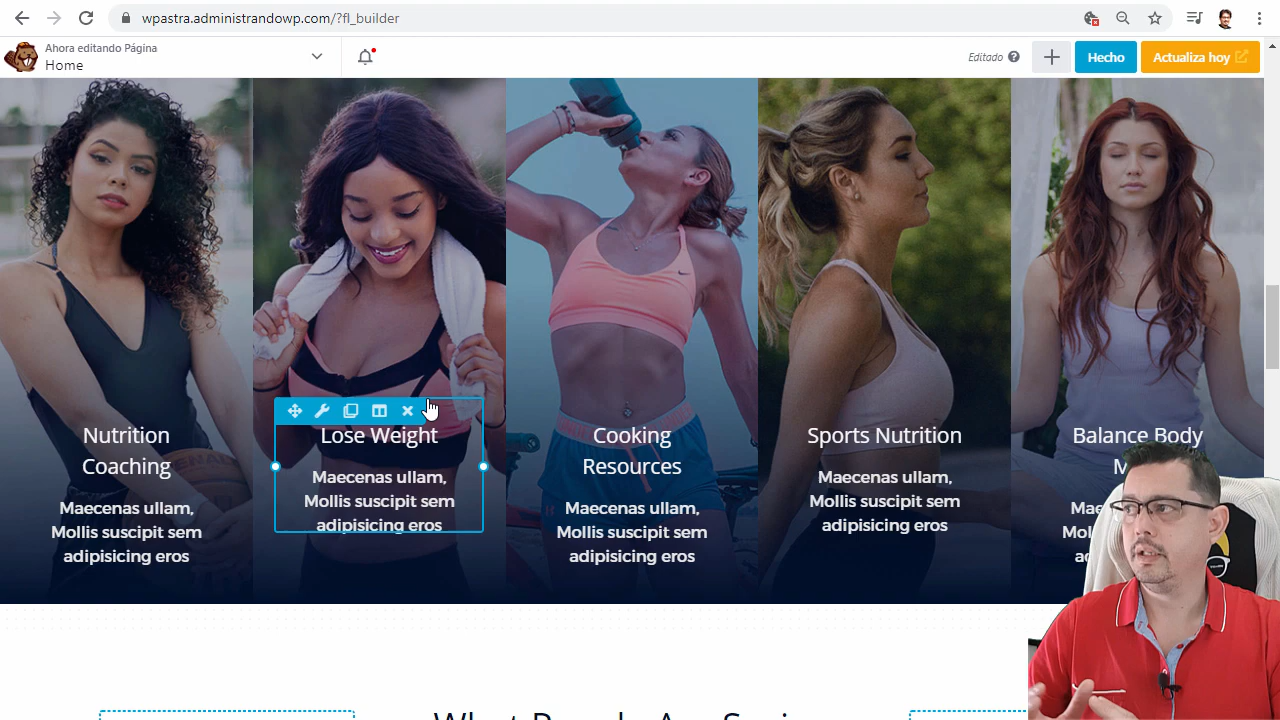 wpastra.administrandowp.com/?fl_builder
Ahora editando Página
Home
Editado
Hecho
Actualiza hoy
Nutrition
Coaching
Maecenas ullam,
Mollis suscipit sem
adipisicing eros
Lose Weight
Maecenas ullam,
Mollis suscipit sem
adipisicing eros
Cooking
Resources
Maecenas ullam,
Mollis suscipit sem
adipisicing eros
Sports Nutrition
Maecenas ullam,
Mollis suscipit sem
adipisicing eros
Balance Body